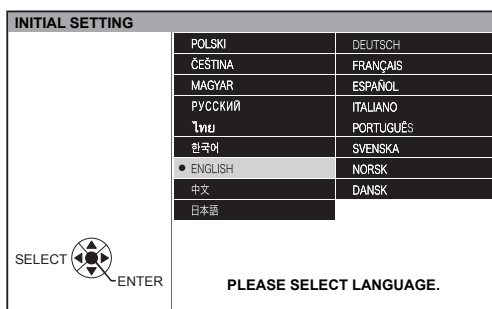 INITIAL SETTING
POLSKI
ČEŠTINA
MAGYAR
РУССКИЙ
ไทย
한국어
ENGLISH
中文
日本語
DEUTSCH
FRANÇAIS
ESPAÑOL
ITALIANO
PORTUGUÊS
SVENSKA
NORSK
DANSK
SELECT
ENTER
PLEASE SELECT LANGUAGE.